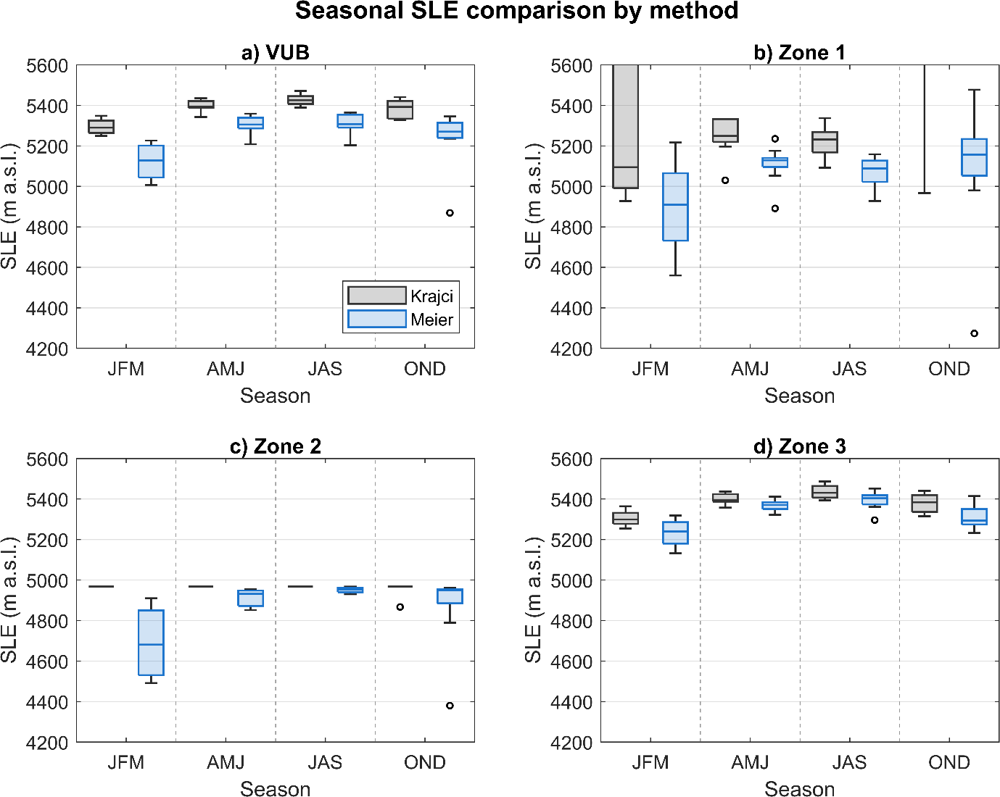 Seasonal SLE comparison by method
a) VUB
SLE (m a.s.l.)
5600
5400
5200
5000
4800
4600
4400
4200
JFM AMJ JAS OND
Season
Krajci
Meier
b) Zone 1
SLE (m a.s.l.)
5600
5400
5200
5000
4800
4600
4400
4200
JFM AMJ JAS OND
Season
c) Zone 2
SLE (m a.s.l.)
5600
5400
5200
5000
4800
4600
4400
4200
JFM AMJ JAS OND
Season
d) Zone 3
SLE (m a.s.l.)
5600
5400
5200
5000
4800
4600
4400
4200
JFM AMJ JAS OND
Season